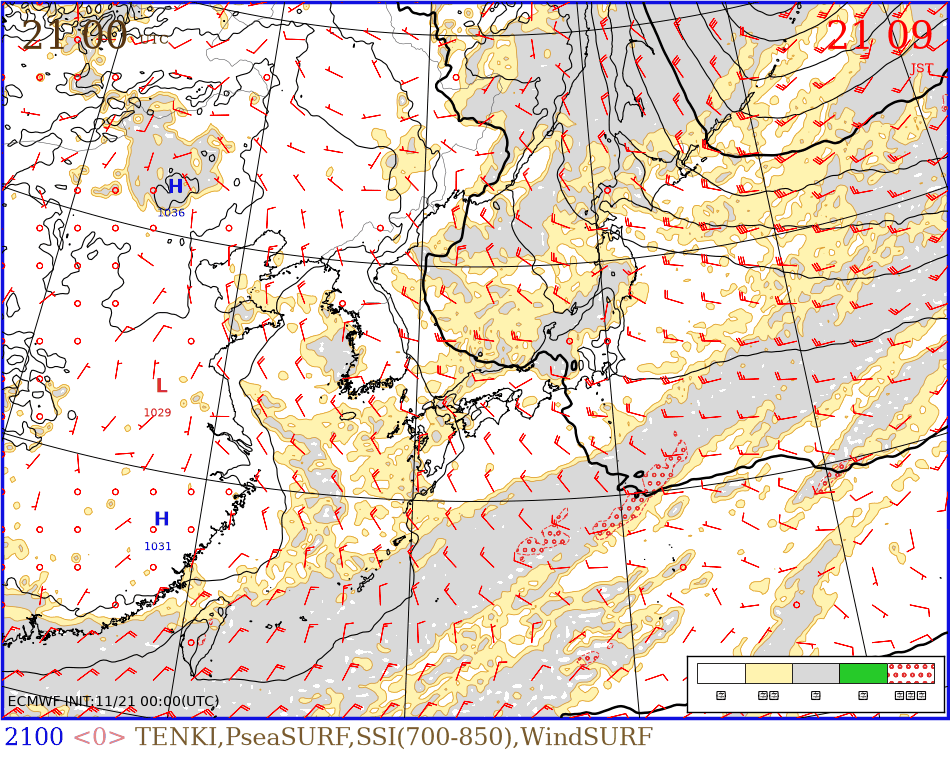 21 00 UTC
21 09
JST
H
1036
L
1029
H
1031
ECMWF INIT:11/21 00:00(UTC)
2100 <0> TENKI,PseaSURF,SSI(700-850),WindSURF